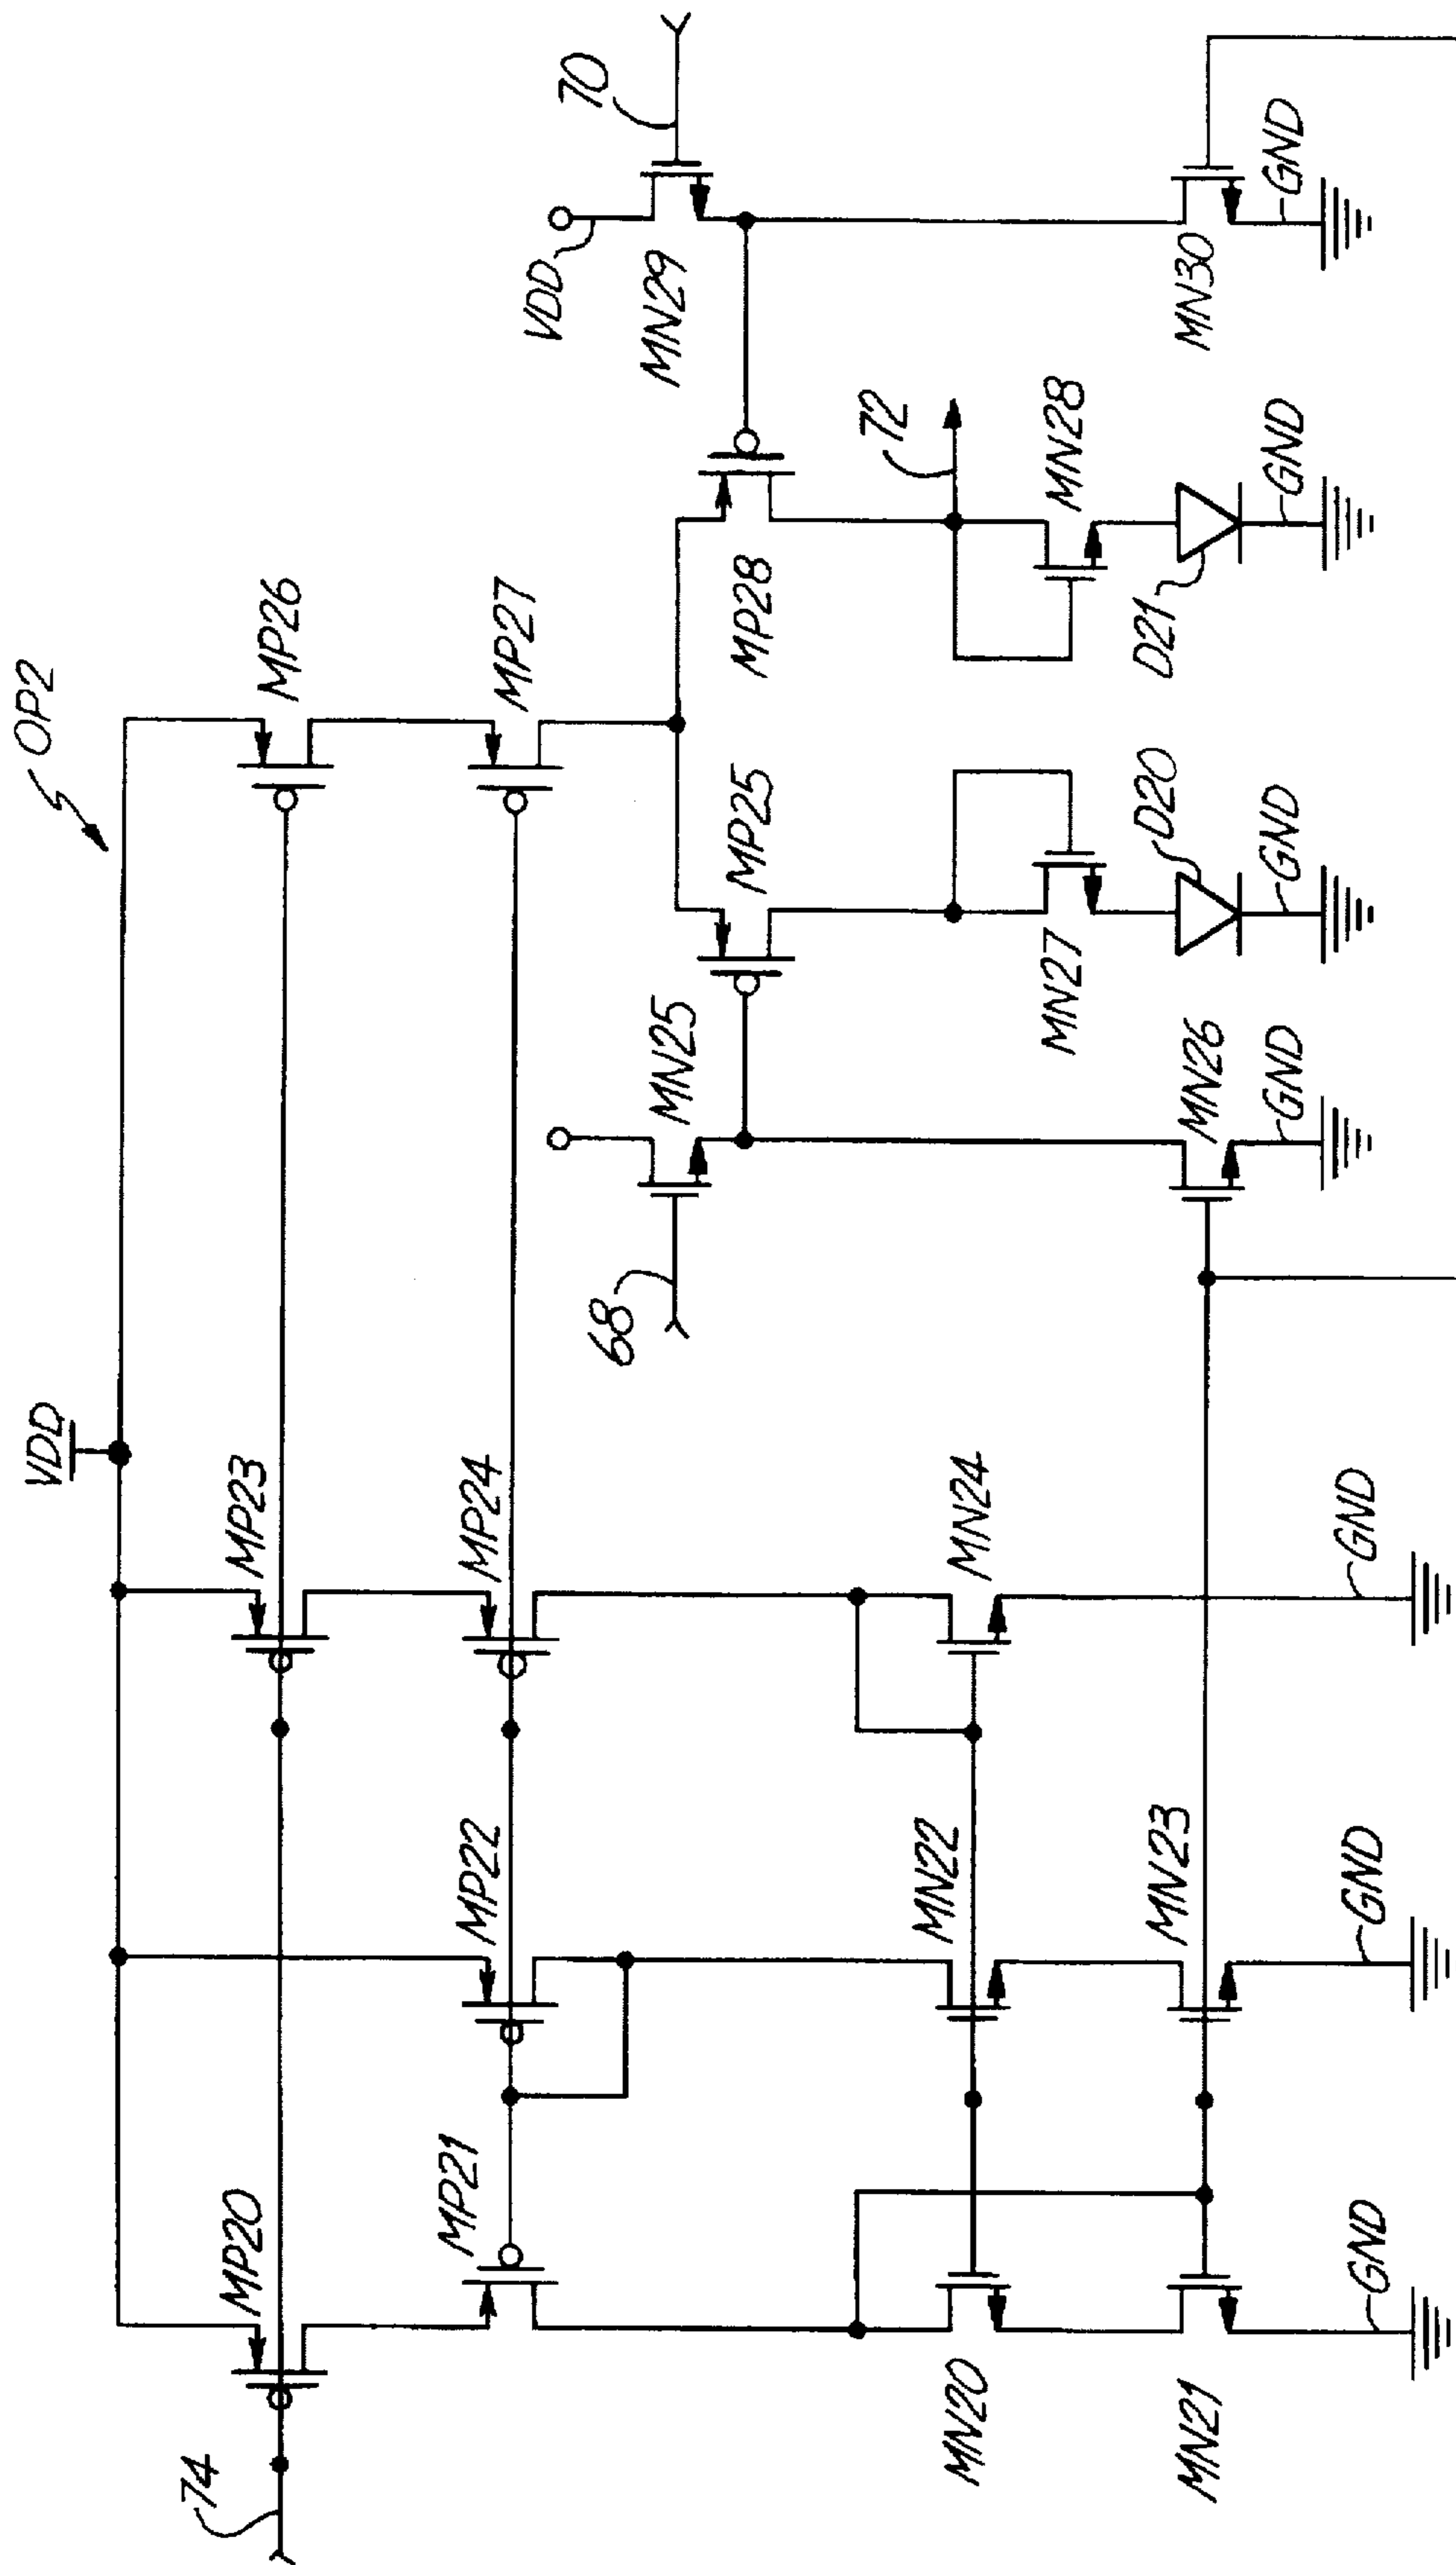 OP2
VDD
74
MP20
MP23
MP26
MP21
MP22
MP24
MP27
70
VDD
MN29
68
MN25
MP25
MP28
72
MN20
MN22
MN24
MN27
MN28
D20
D21
MN21
MN23
MN26
MN30
GND
GND
GND
GND
GND
GND
GND